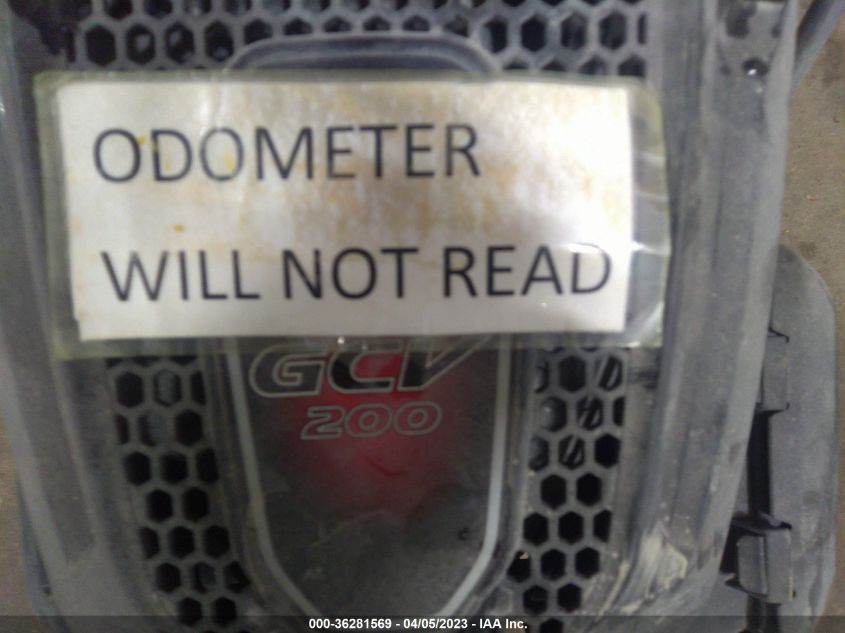 ODOMETER
WILL NOT READ
GCV
200
000-36281569 - 04/05/2023 - IAA Inc.